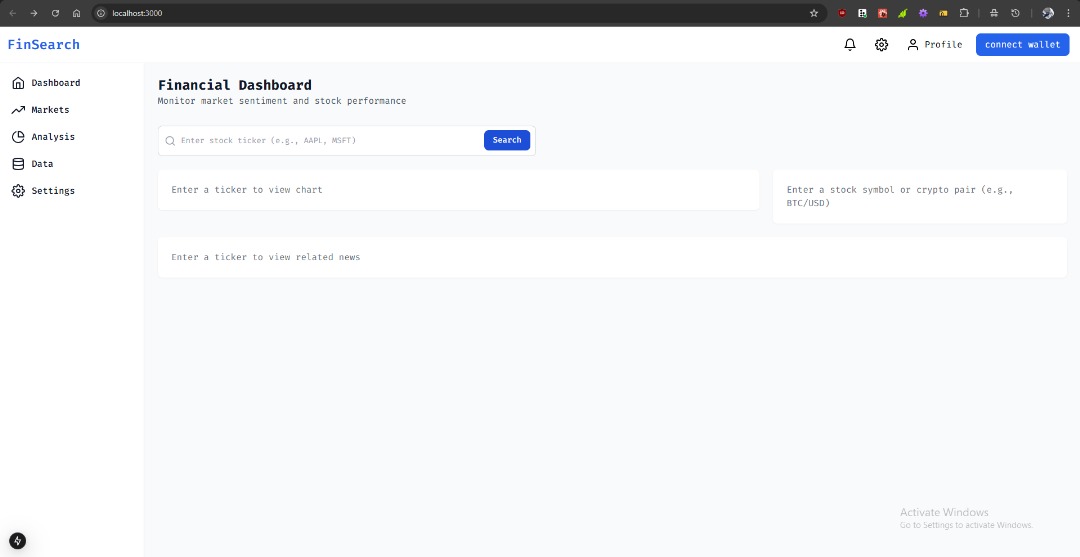 localhost:3000
FinSearch
Profile
connect wallet
Dashboard
Markets
Analysis
Data
Settings
Financial Dashboard
Monitor market sentiment and stock performance
Enter stock ticker (e.g., AAPL, MSFT)
Search
Enter a ticker to view chart
Enter a stock symbol or crypto pair (e.g.,
BTC/USD)
Enter a ticker to view related news
Activate Windows
Go to Settings to activate Windows.